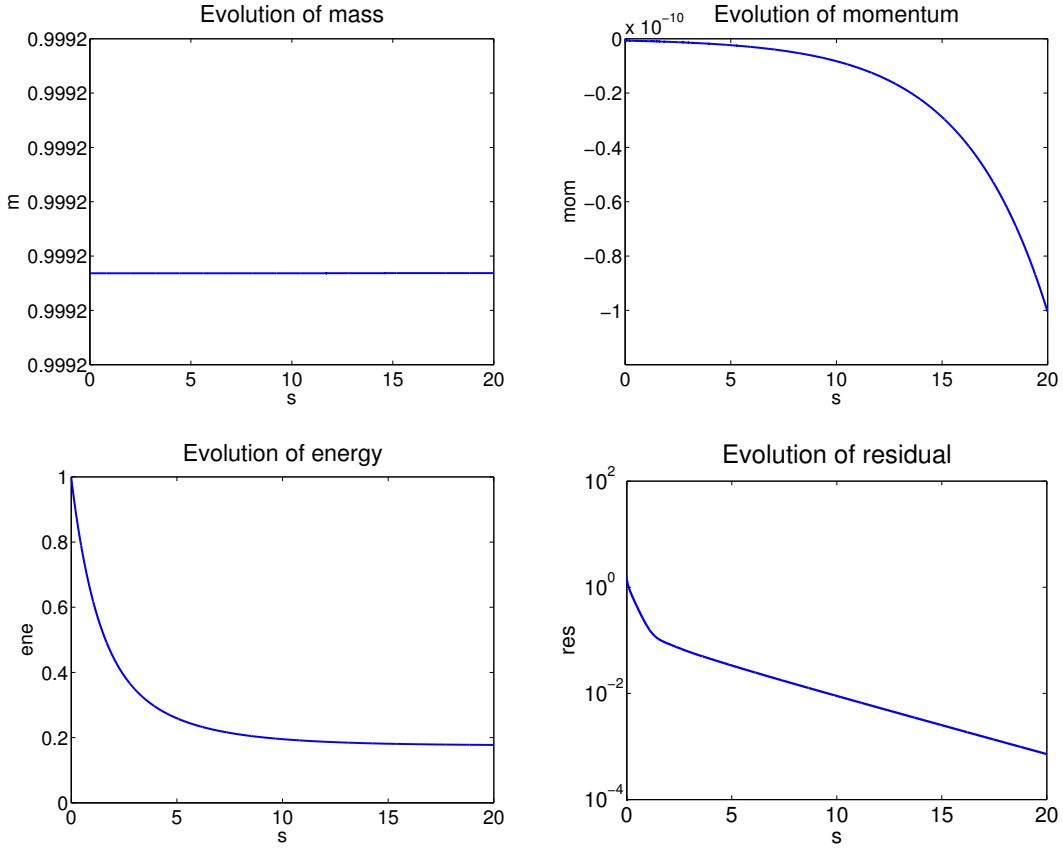 Evolution of mass
0.9992
0.9992
0.9992
0.9992
0.9992
0.9992
0.9992
m
0 5 10 15 20
s
Evolution of momentum
x 10^-10
0
−0.2
−0.4
−0.6
−0.8
−1
mom
0 5 10 15 20
s
Evolution of energy
1
0.8
0.6
0.4
0.2
0
ene
0 5 10 15 20
s
Evolution of residual
10^2
10^0
10^-2
10^-4
res
0 5 10 15 20
s